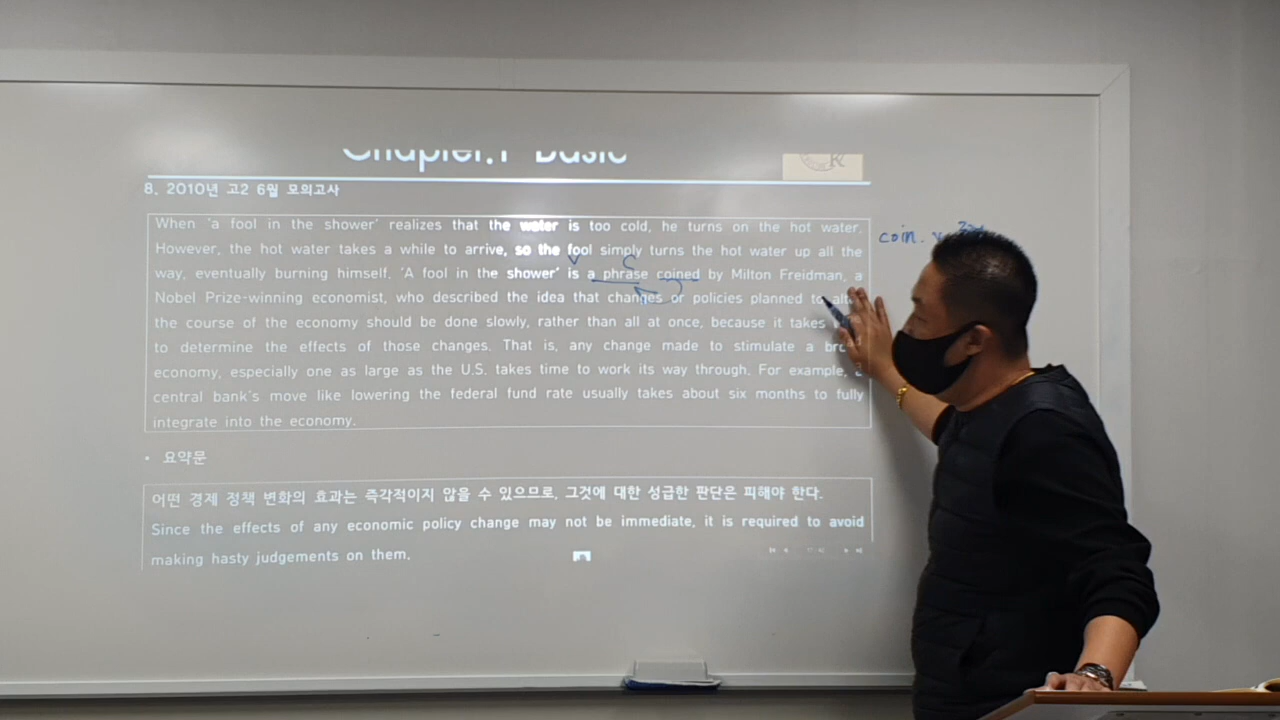 Chapter.1 Basic
8. 2010년 고2 6월 모의고사
When 'a fool in the shower' realizes that the water is too cold, he turns on the hot water.
However, the hot water takes a while to arrive, so the fool simply turns the hot water up all the
way, eventually burning himself. 'A fool in the shower' is a phrase coined by Milton Freidman, a
Nobel Prize-winning economist, who described the idea that changes or policies planned to
the course of the economy should be done slowly, rather than all at once, because it takes
to determine the effects of those changes. That is, any change made to stimulate a
economy, especially one as large as the U.S. takes time to work its way through. For example, a
central bank's move like lowering the federal fund rate usually takes about six months to fully
integrate into the economy.
• 요약문
어떤 경제 정책 변화의 효과는 즉각적이지 않을 수 있으므로, 그것에 대한 성급한 판단은 피해야 한다.
Since the effects of any economic policy change may not be immediate, it is required to avoid
making hasty judgements on them.
coin. v
S
V